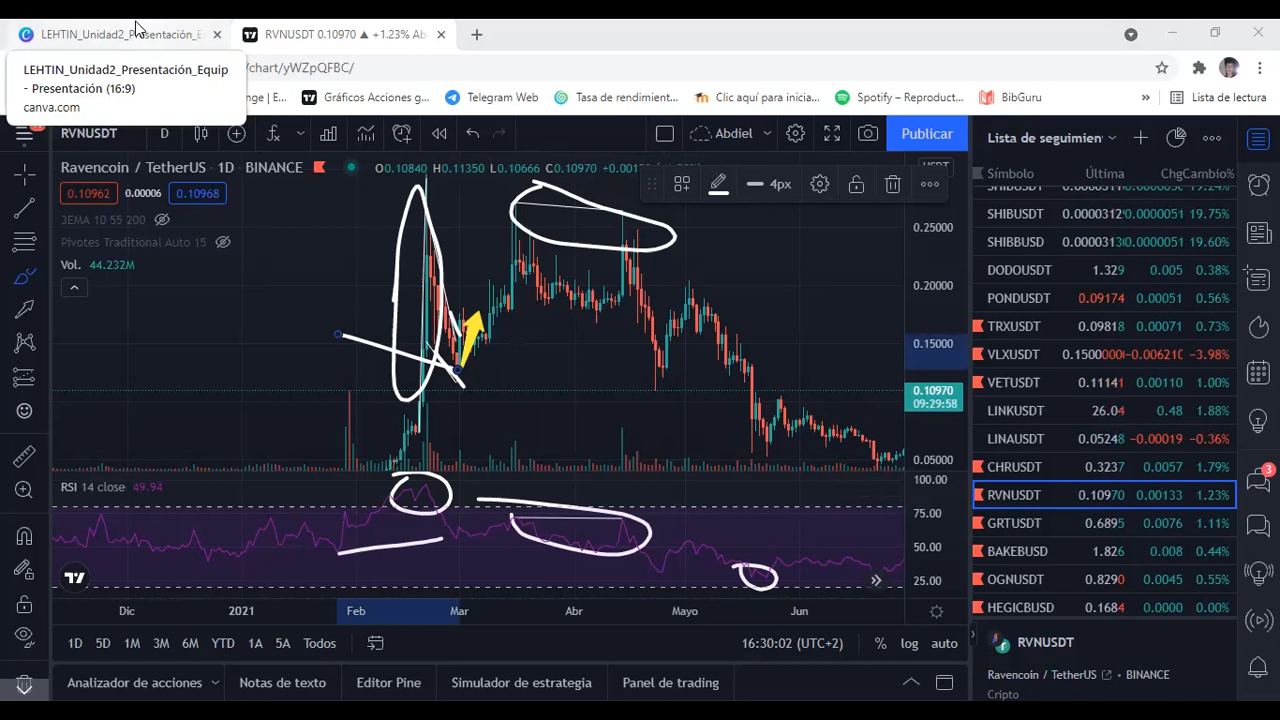 LEHTIN_Unidad2_Presentación_E
RVNUSDT 0.10970 ▲ +1.23%
LEHTIN_Unidad2_Presentación_Equip
- Presentación (16:9)
canva.com
/chart/yWZpQFBC/
nge | E...
Gráficos Acciones g...
Telegram Web
Tasa de rendimient...
Clic aquí para inicia...
Spotify – Reproduct...
BibGuru
»
Lista de lectura
RVNUSDT
D
Abdiel
Publicar
Ravencoin / TetherUS · 1D · BINANCE
O0.10840 H0.11350 L0.10666 C0.10970
0.10962
0.00006
0.10968
4px
3EMA 10 55 200
Pivotes Traditional Auto 15
Vol. 44.232M
0.25000
0.20000
0.15000
0.10970
09:29:58
0.05000
RSI 14 close 49.94
100.00
75.00
50.00
25.00
Dic
2021
Feb
Mar
Abr
Mayo
Jun
1D
5D
1M
3M
6M
YTD
1A
5A
Todos
16:30:02 (UTC+2)
%
log
auto
Analizador de acciones
Notas de texto
Editor Pine
Simulador de estrategia
Panel de trading
Lista de seguimien
Símbolo Última Chg Cambio%
SHIBUSDT 0.0000312 0.0000051 19.75%
SHIBBUSD 0.0000313 0.0000051 19.60%
DODOUSDT 1.329 0.005 0.38%
PONDUSDT 0.09174 0.00051 0.56%
TRXUSDT 0.09818 0.00071 0.73%
VLXUSDT 0.1500000 −0.00621 −3.98%
VETUSDT 0.11141 0.00110 1.00%
LINKUSDT 26.04 0.48 1.88%
LINAUSDT 0.05248 −0.00019 −0.36%
CHRUSDT 0.3237 0.0057 1.79%
RVNUSDT 0.10970 0.00133 1.23%
GRTUSDT 0.6895 0.0076 1.11%
BAKEBUSD 1.826 0.008 0.44%
OGNUSDT 0.8290 0.0045 0.55%
HEGICBUSD 0.1684 0.0000 0.00%
3
RVNUSDT
Ravencoin / TetherUS
BINANCE
Cripto